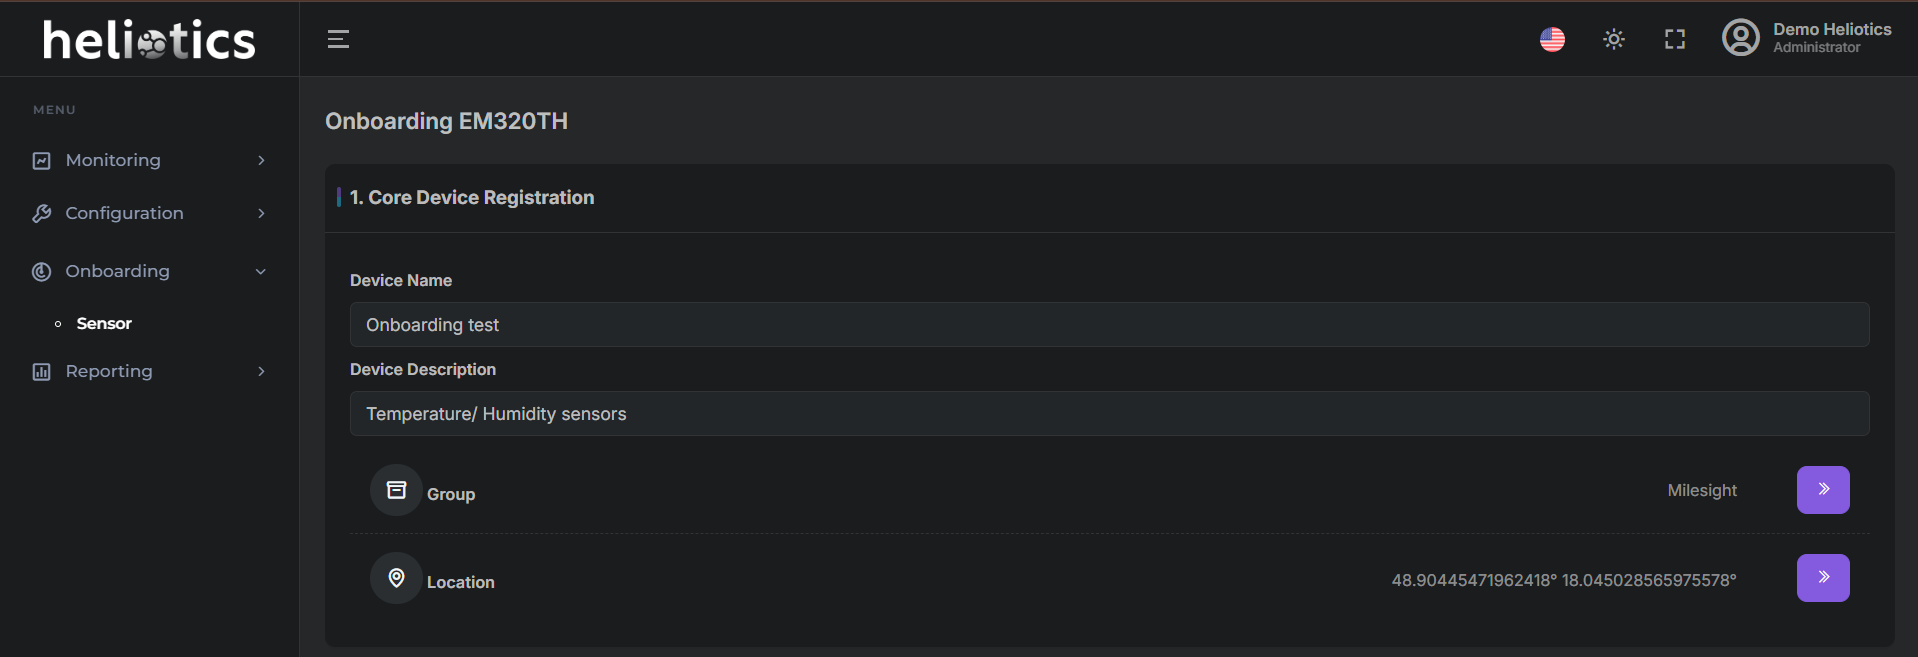 heliotics
Demo Heliotics
Administrator
MENU
Monitoring
Configuration
Onboarding
Sensor
Reporting
Onboarding EM320TH
1. Core Device Registration
Device Name
Onboarding test
Device Description
Temperature/ Humidity sensors
Group
Milesight
Location
48.90445471962418° 18.045028565975578°